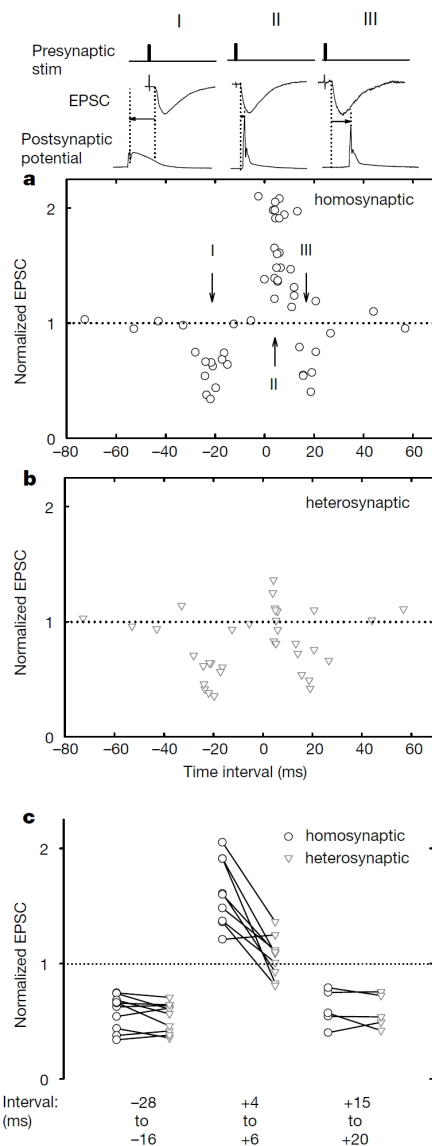 I II III
Presynaptic
stim
EPSC
Postsynaptic
potential
a
homosynaptic
Normalized EPSC
2
1
0
I
III
II
−80 −60 −40 −20 0 20 40 60
b
heterosynaptic
Normalized EPSC
2
1
0
−80 −60 −40 −20 0 20 40 60
Time interval (ms)
c
homosynaptic
heterosynaptic
Normalized EPSC
2
1
0
Interval: −28 +4 +15
(ms) to to to
−16 +6 +20